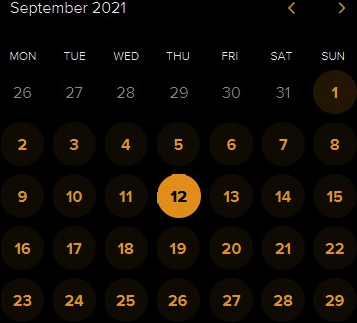 September 2021
MON TUE WED THU FRI SAT SUN
26 27 28 29 30 31 1
2 3 4 5 6 7 8
9 10 11 12 13 14 15
16 17 18 19 20 21 22
23 24 25 26 27 28 29